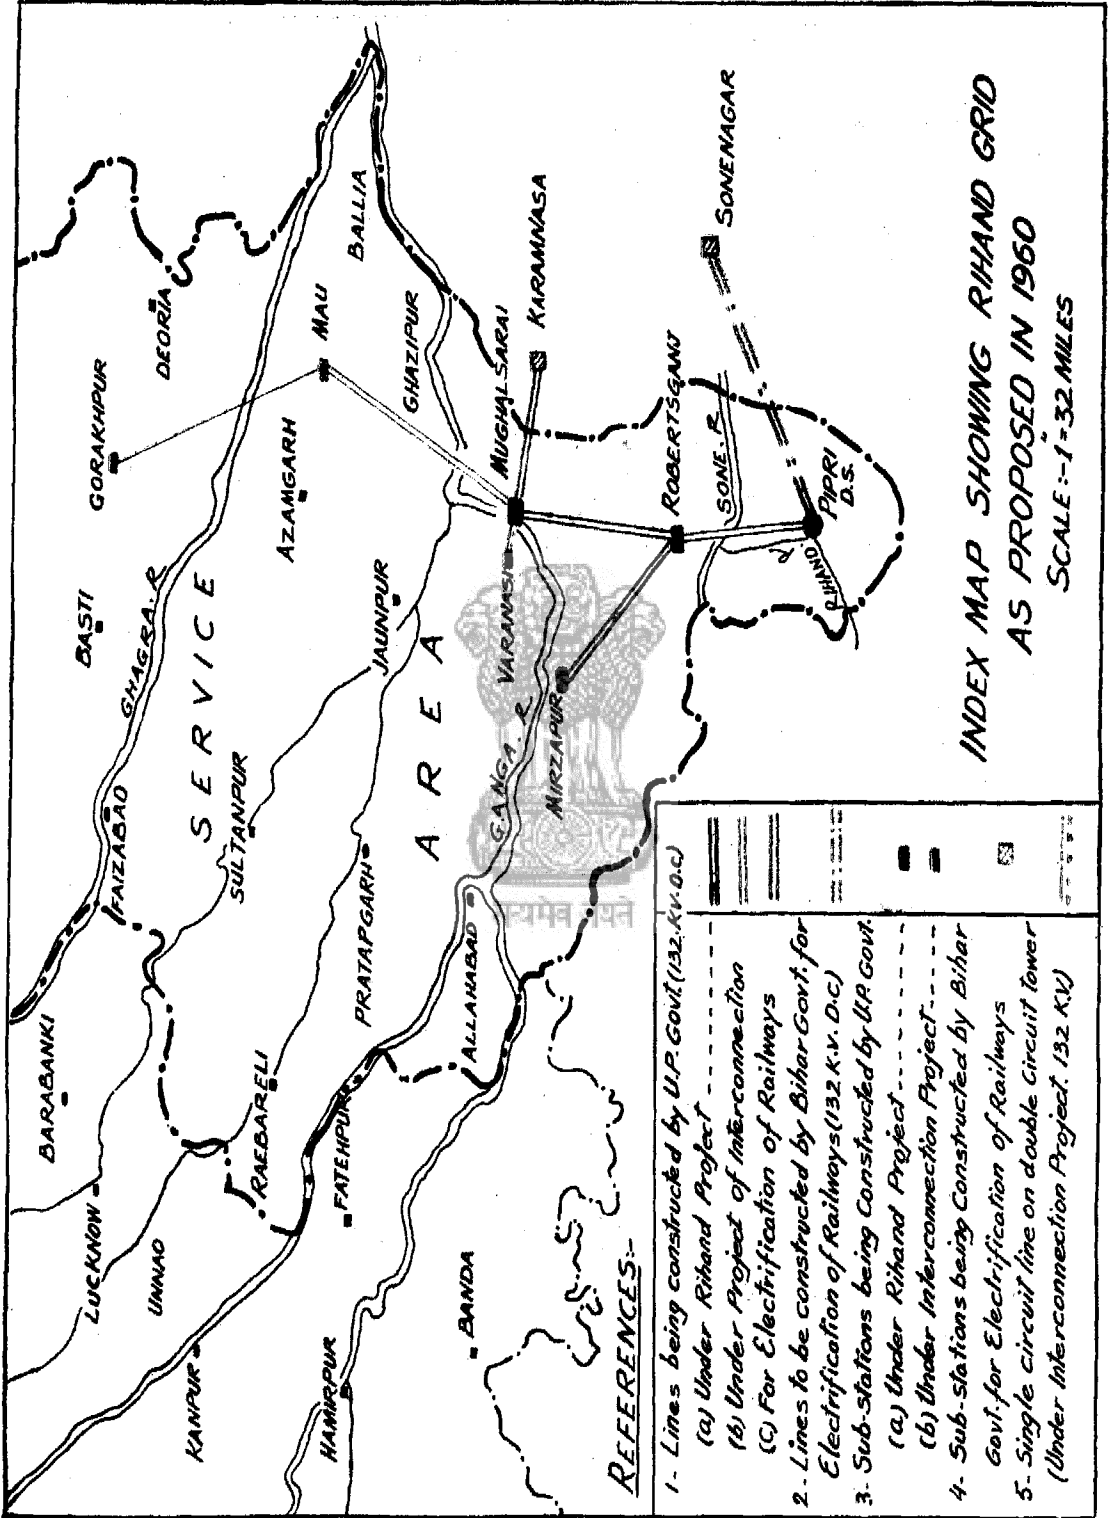 INDEX MAP SHOWING RIHAND GRID
AS PROPOSED IN 1960
SCALE:-1"=32 MILES
BARABANKI
LUCKNOW
UNNAO
KANPUR
HAMIRPUR
RAEBARELI
FATEHPUR
BANDA
FAIZABAD
SULTANPUR
PRATAPGARH
ALLAHABAD
BASTI
GHAGRA. R.
SERVICE
AREA
JAUNPUR
GANGA. R.
VARANASI
MIRZAPUR
GORAKHPUR
DEORIA
AZAMGARH
MAU
BALLIA
GHAZIPUR
MUGHALSARAI
KARAMNASA
ROBERTSGANJ
SONE. R.
SONENAGAR
PIPRI
D.S.
RIHAND R.
सत्यमेव जयते
REFERENCES:-
1- Lines being constructed by U.P. Govt. (132. K.V. D.C)
(a) Under Rihand Project --------
(b) Under Project of Interconnection
(C) For Electrification of Railways
2- Lines to be constructed by Bihar Govt. for
Electrification of Railways (132 K.V. D.C)
3- Sub-Stations being Constructed by U.P. Govt.
(a) Under Rihand Project --------
(b) Under Interconnection Project -----
4- Sub-stations being Constructed by Bihar
Govt. for Electrification of Railways
5- Single circuit line on double Circuit tower
(Under Interconnection Project. 132 K.V)